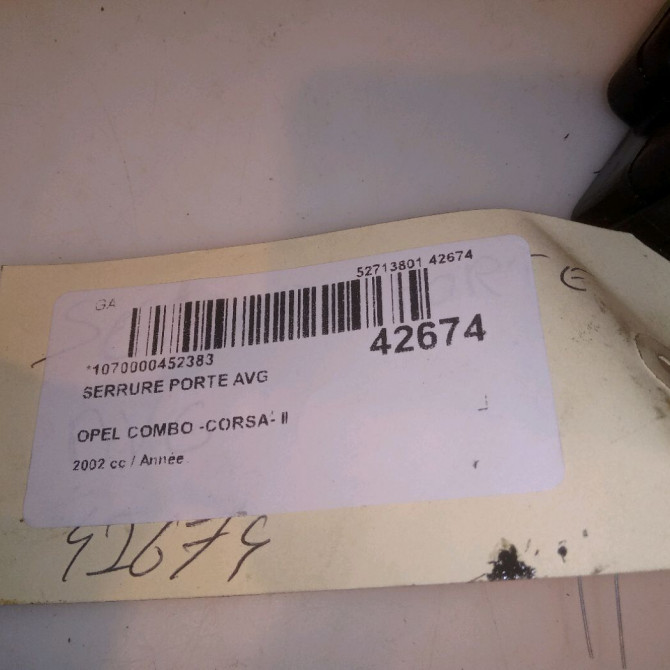 GA
52713801 42674
42674
*1070000452383
SERRURE PORTE AVG
OPEL COMBO -CORSA- II
2002 cc / Année
42674